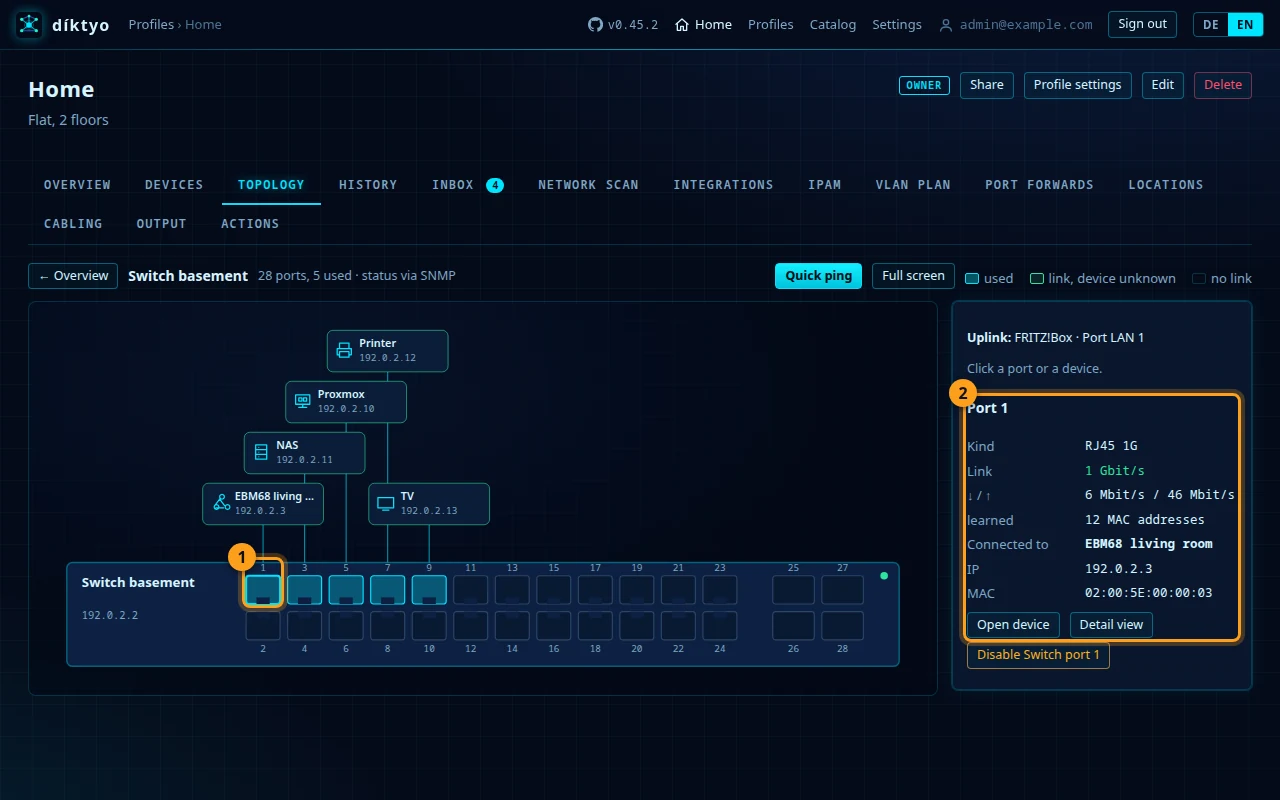 díktyo
Profiles › Home
v0.45.2
Home
Profiles
Catalog
Settings
admin@example.com
Sign out
DE
EN
Home
OWNER
Share
Profile settings
Edit
Delete
Flat, 2 floors
OVERVIEW
DEVICES
TOPOLOGY
HISTORY
INBOX 4
NETWORK SCAN
INTEGRATIONS
IPAM
VLAN PLAN
PORT FORWARDS
LOCATIONS
CABLING
OUTPUT
ACTIONS
← Overview
Switch basement
28 ports, 5 used · status via SNMP
Quick ping
Full screen
used
link, device unknown
no link
Printer
192.0.2.12
Proxmox
192.0.2.10
NAS
192.0.2.11
EBM68 living ...
192.0.2.3
TV
192.0.2.13
1
1 3 5 7 9 11 13 15 17 19 21 23 25 27
Switch basement
192.0.2.2
2 4 6 8 10 12 14 16 18 20 22 24 26 28
Uplink: FRITZ!Box · Port LAN 1
Click a port or a device.
2
Port 1
Kind RJ45 1G
Link 1 Gbit/s
↓ / ↑ 6 Mbit/s / 46 Mbit/s
learned 12 MAC addresses
Connected to EBM68 living room
IP 192.0.2.3
MAC 02:00:5E:00:00:03
Open device
Detail view
Disable Switch port 1